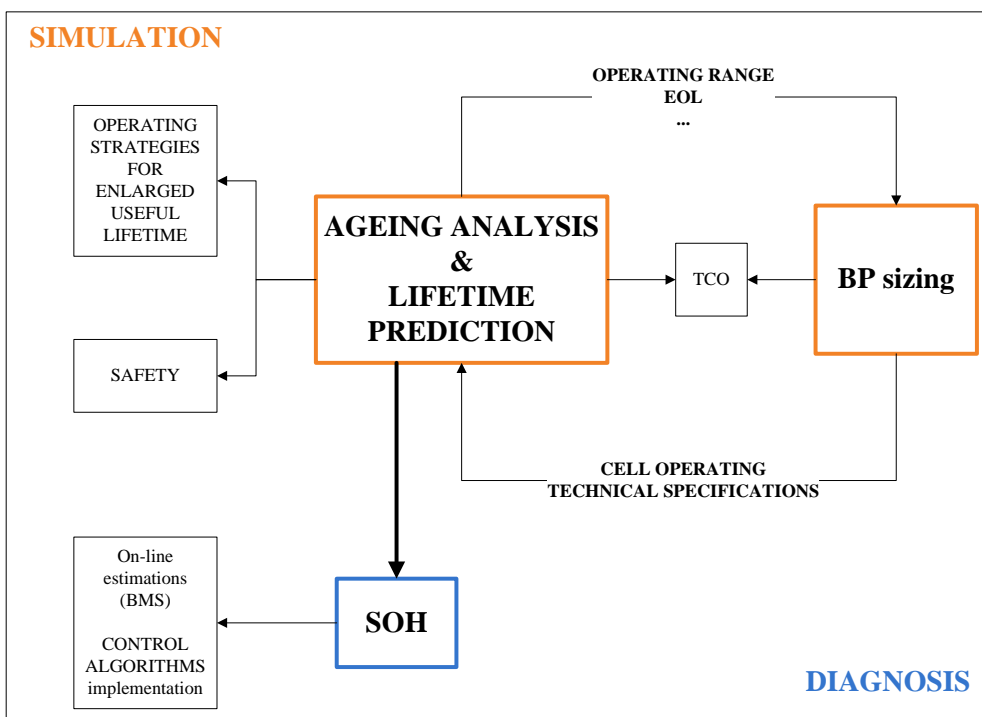 SIMULATION
OPERATING RANGE
EOL
...
OPERATING
STRATEGIES
FOR
ENLARGED
USEFUL
LIFETIME
AGEING ANALYSIS
&
LIFETIME
PREDICTION
TCO
BP sizing
SAFETY
CELL OPERATING
TECHNICAL SPECIFICATIONS
On-line
estimations
(BMS)
CONTROL
ALGORITHMS
implementation
SOH
DIAGNOSIS